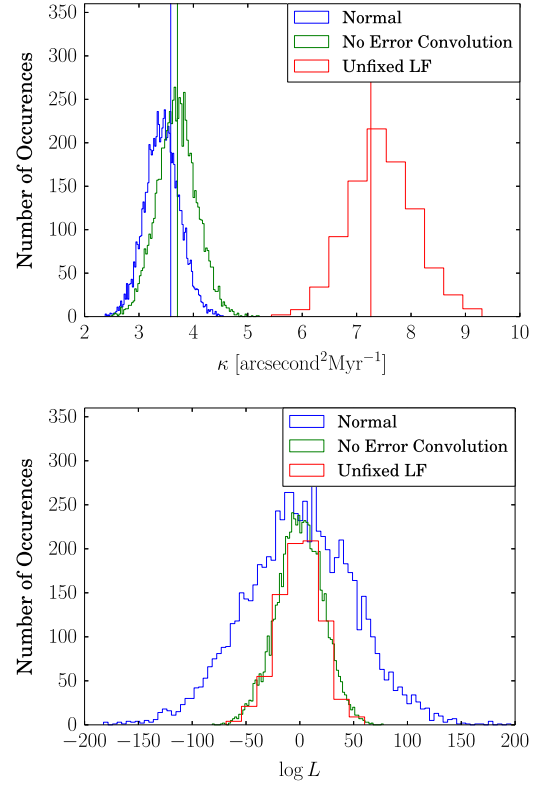 Normal
No Error Convolution
Unfixed LF
350
300
250
200
150
100
50
0
Number of Occurences
2 3 4 5 6 7 8 9 10
κ [arcsecond²Myr⁻¹]
Normal
No Error Convolution
Unfixed LF
350
300
250
200
150
100
50
0
Number of Occurences
−200 −150 −100 −50 0 50 100 150 200
log L